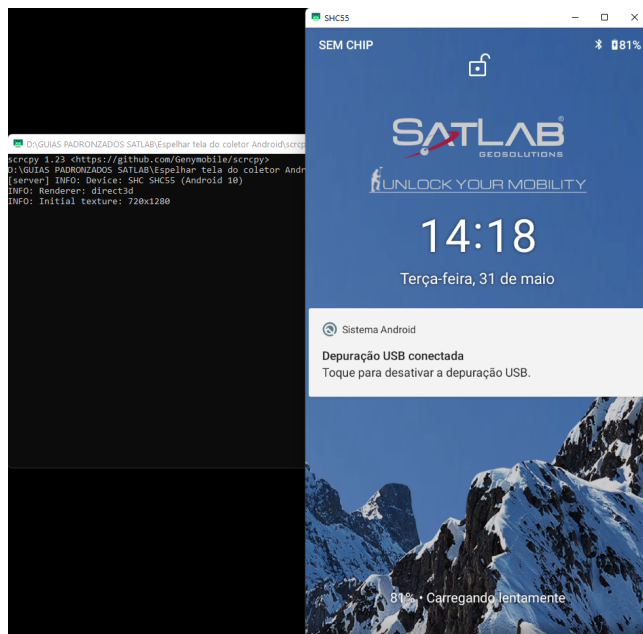 SHC55
SEM CHIP
81%
SATLAB®
GEOSOLUTIONS
UNLOCK YOUR MOBILITY
D:\GUIAS PADRONZADOS SATLAB\Espelhar tela do coletor Android\scrcp
scrcpy 1.23 <https://github.com/Genymobile/scrcpy>
D:\GUIAS PADRONZADOS SATLAB\Espelhar tela do coletor Andr
[server] INFO: Device: SHC SHC55 (Android 10)
INFO: Renderer: direct3d
INFO: Initial texture: 720x1280
14:18
Terça-feira, 31 de maio
Sistema Android
Depuração USB conectada
Toque para desativar a depuração USB.
81% • Carregando lentamente